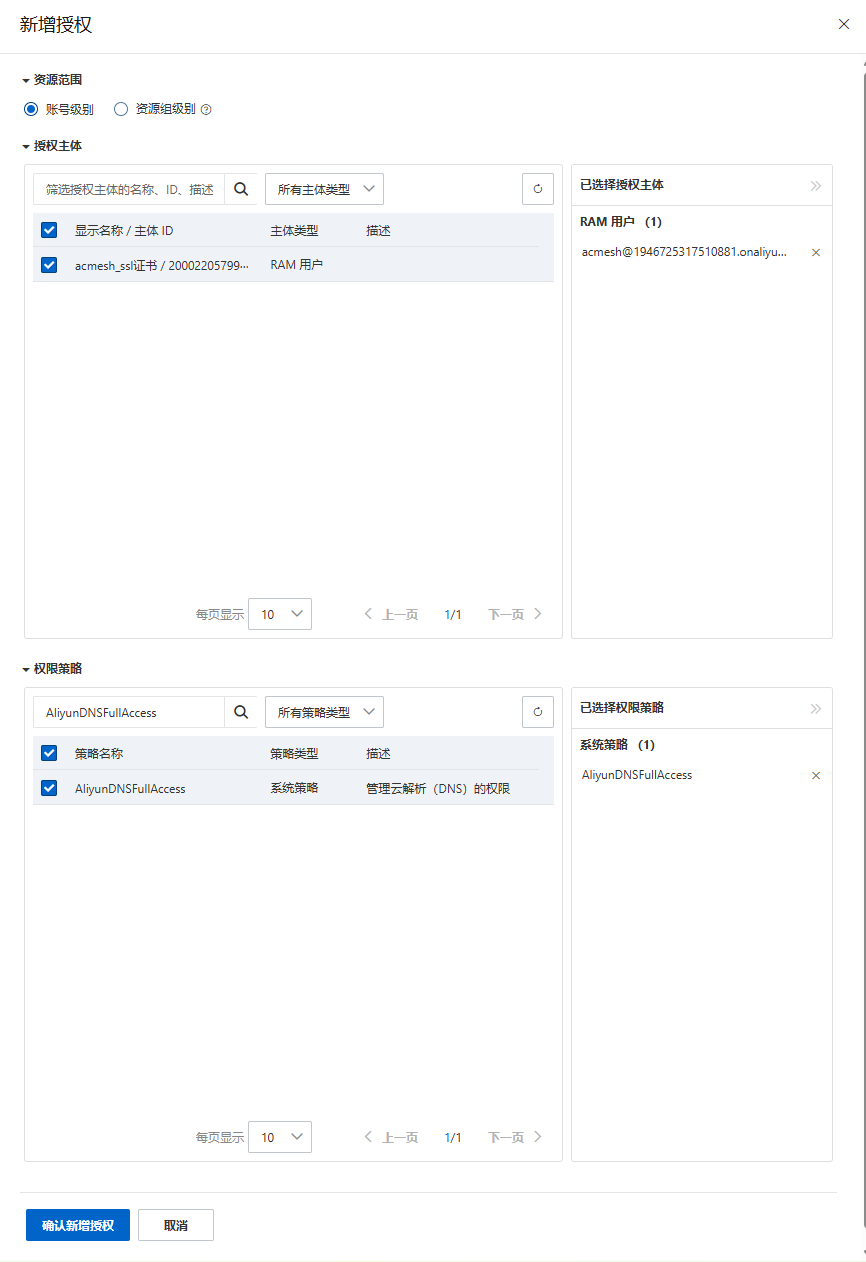 新增授权
资源范围
账号级别 资源组级别
授权主体
筛选授权主体的名称、ID、描述 所有主体类型
显示名称 / 主体 ID 主体类型 描述
acmesh_ssl证书 / 20002205799··· RAM 用户
每页显示 10 上一页 1/1 下一页
已选择授权主体
RAM 用户 (1)
acmesh@1946725317510881.onaliyu...
权限策略
AliyunDNSFullAccess 所有策略类型
策略名称 策略类型 描述
AliyunDNSFullAccess 系统策略 管理云解析（DNS）的权限
每页显示 10 上一页 1/1 下一页
已选择权限策略
系统策略 (1)
AliyunDNSFullAccess
确认新增授权 取消